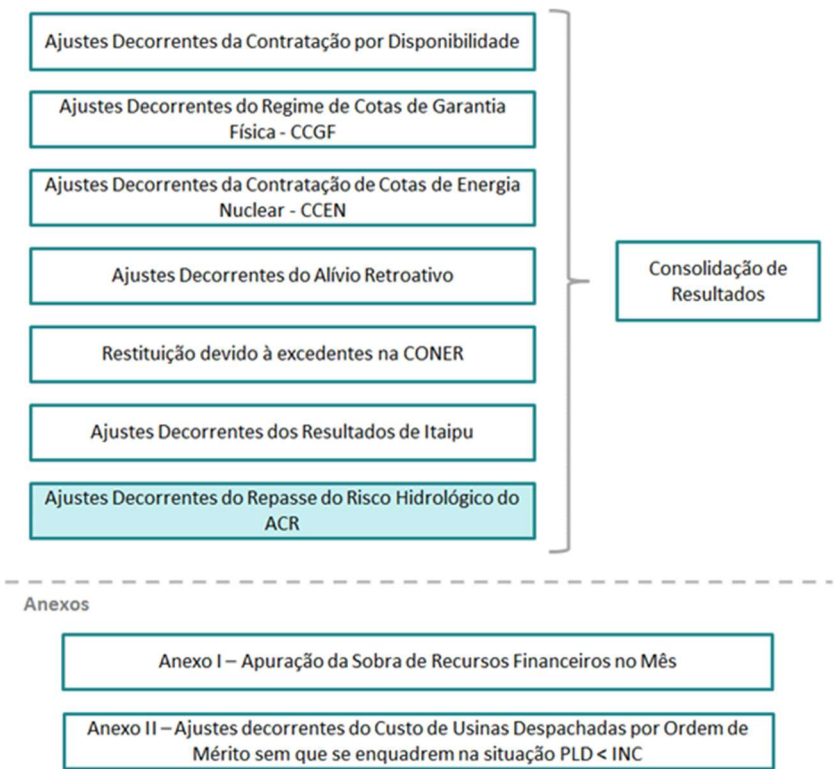 Ajustes Decorrentes da Contratação por Disponibilidade
Ajustes Decorrentes do Regime de Cotas de Garantia
Física - CCGF
Ajustes Decorrentes da Contratação de Cotas de Energia
Nuclear - CCEN
Ajustes Decorrentes do Alívio Retroativo
Restituição devido à excedentes na CONER
Ajustes Decorrentes dos Resultados de Itaipu
Ajustes Decorrentes do Repasse do Risco Hidrológico do
ACR
Consolidação de
Resultados
Anexos
Anexo I – Apuração da Sobra de Recursos Financeiros no Mês
Anexo II – Ajustes decorrentes do Custo de Usinas Despachadas por Ordem de
Mérito sem que se enquadrem na situação PLD < INC